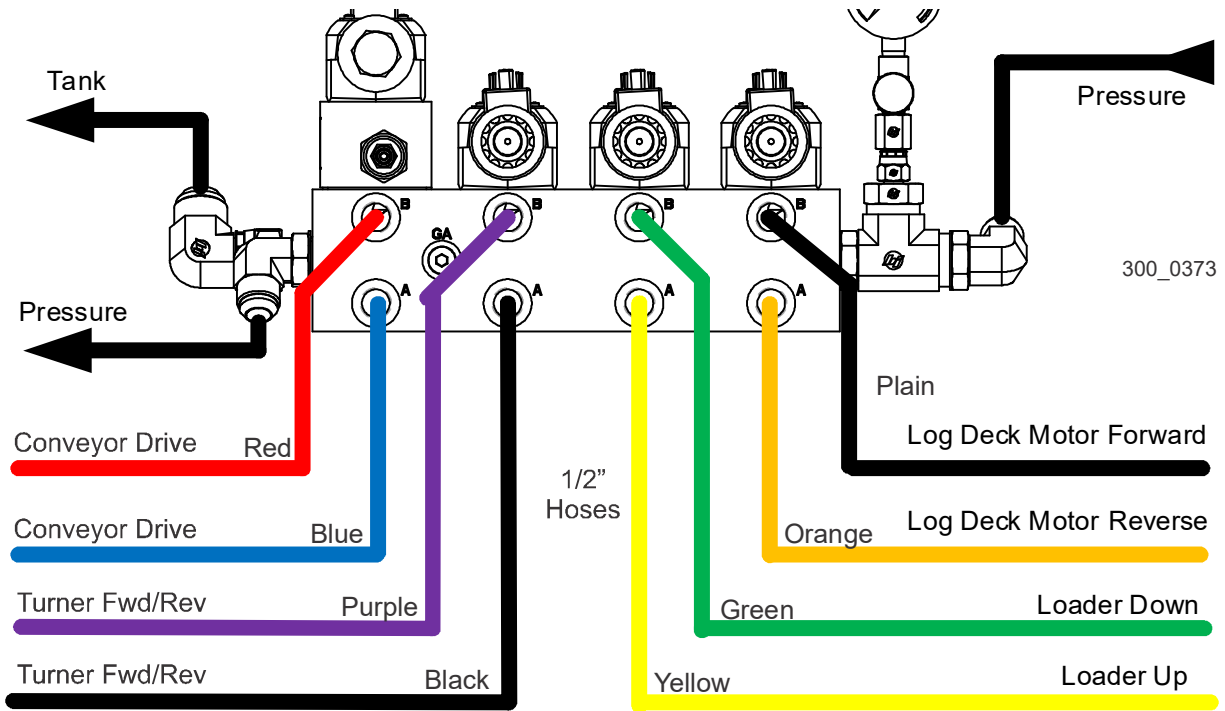 Tank
Pressure
B
B
B
B
GA
300_0373
A
A
A
A
Pressure
Plain
Conveyor Drive
Red
Log Deck Motor Forward
1/2”
Hoses
Conveyor Drive
Blue
Orange
Log Deck Motor Reverse
Turner Fwd/Rev
Purple
Green
Loader Down
Turner Fwd/Rev
Black
Yellow
Loader Up